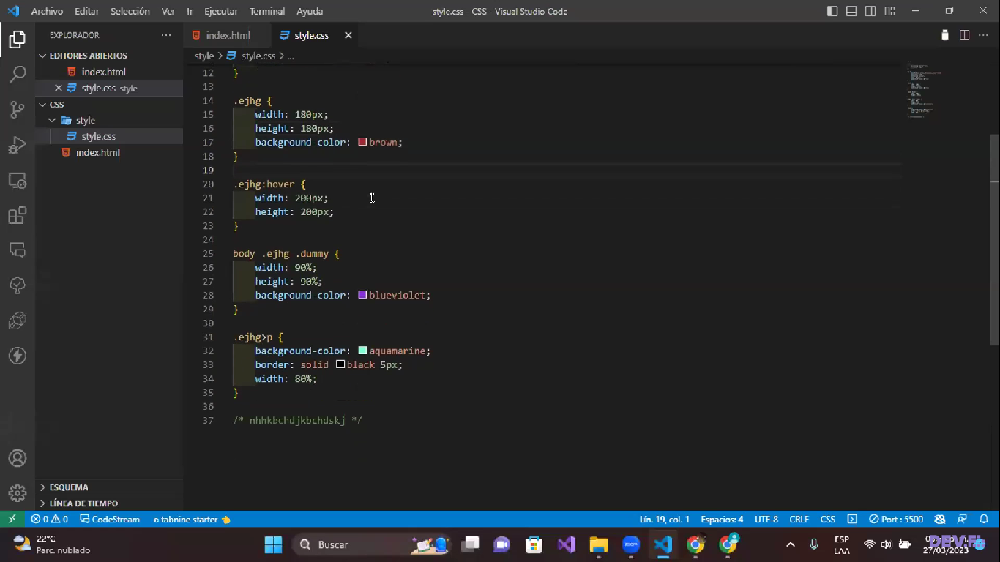 Archivo Editar Selección Ver Ir Ejecutar Terminal Ayuda
style.css - CSS - Visual Studio Code
EXPLORADOR
index.html
style.css
EDITORES ABIERTOS
index.html
style.css style
CSS
style
style.css
index.html
ESQUEMA
LÍNEA DE TIEMPO
style > style.css > ...
12 }
13
14 .ejhg {
15 width: 180px;
16 height: 180px;
17 background-color: brown;
18 }
19
20 .ejhg:hover {
21 width: 200px;
22 height: 200px;
23 }
24
25 body .ejhg .dummy {
26 width: 90%;
27 height: 90%;
28 background-color: blueviolet;
29 }
30
31 .ejhg>p {
32 background-color: aquamarine;
33 border: solid black 5px;
34 width: 80%;
35 }
36
37 /* nhhkbchdjkbchdskj */
0 0 CodeStream tabnine starter
Lín. 19, col. 1 Espacios: 4 UTF-8 CRLF CSS Port : 5500
22°C
Parc. nublado
Buscar
zoom
ESP
LAA
27/03/2023
DEV.F.